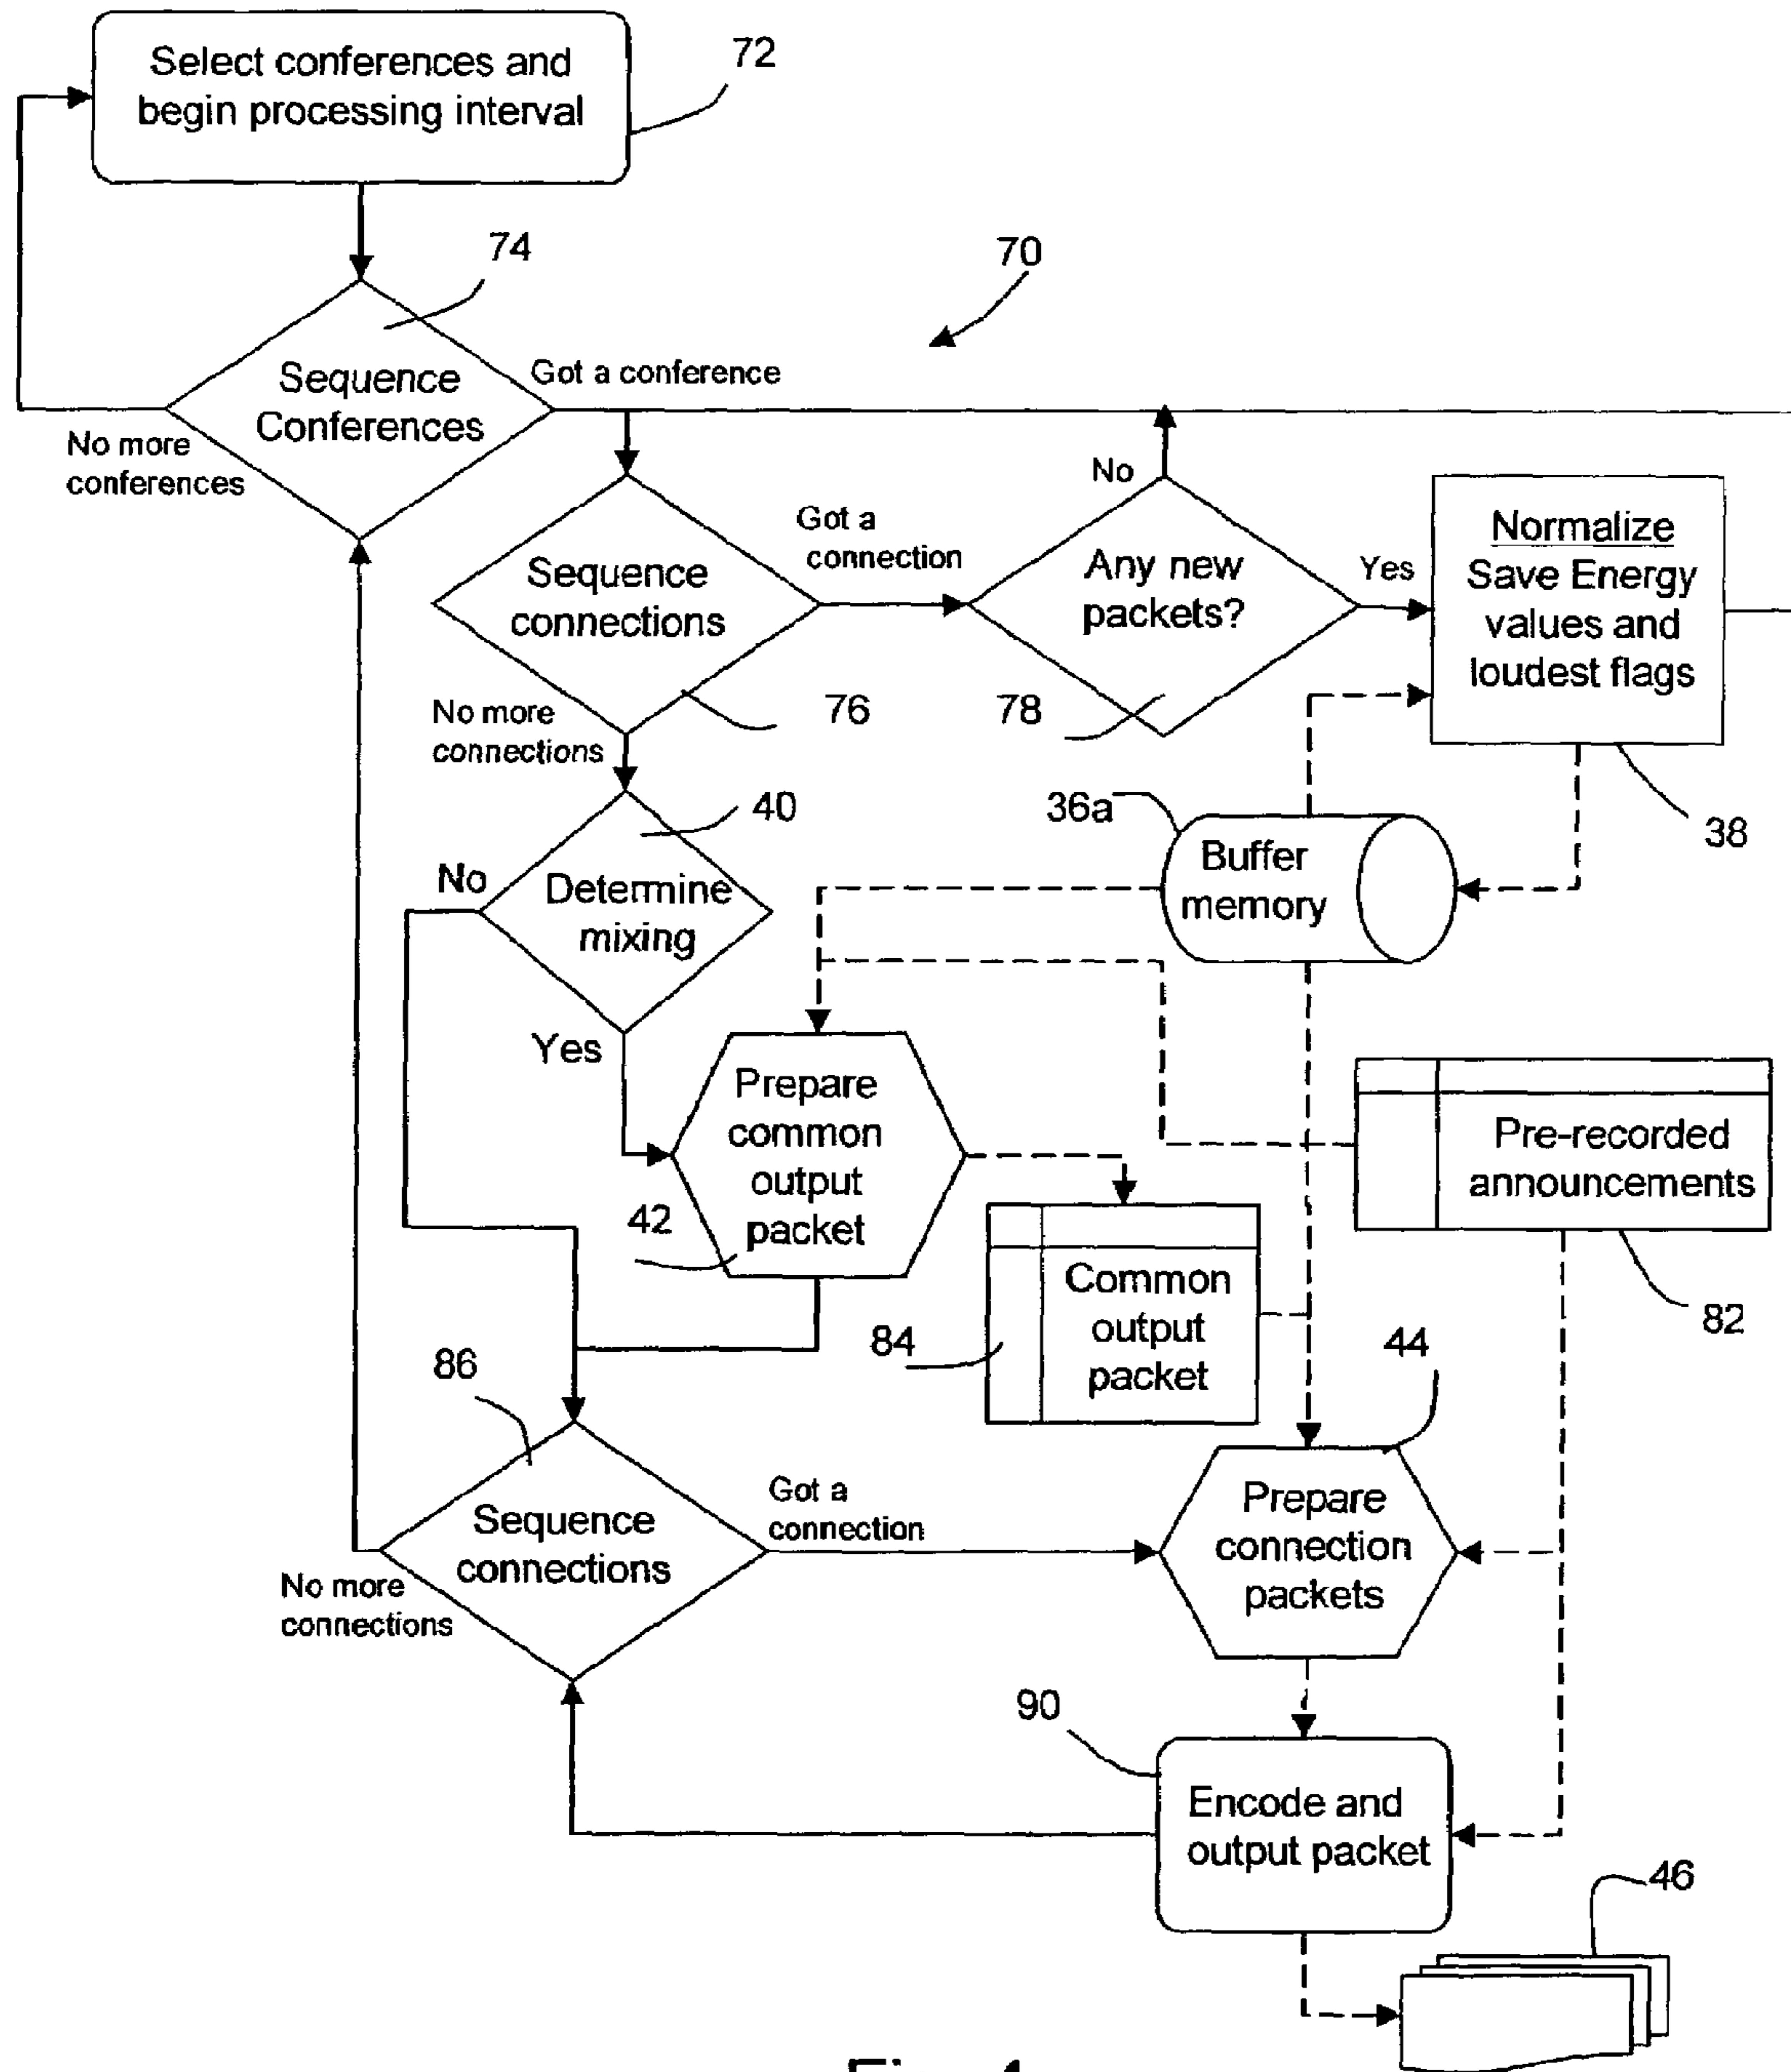 Select conferences and
begin processing interval
72
74
70
Sequence
Conferences
Got a conference
No more
conferences
No
Got a
connection
Sequence
connections
Any new
packets?
Yes
Normalize
Save Energy
values and
loudest flags
76
78
No more
connections
38
40
36a
Buffer
memory
No
Determine
mixing
Yes
Prepare
common
output
packet
42
Pre-recorded
announcements
82
Common
output
packet
84
44
86
Sequence
connections
Got a
connection
No more
connections
Prepare
connection
packets
90
Encode and
output packet
46